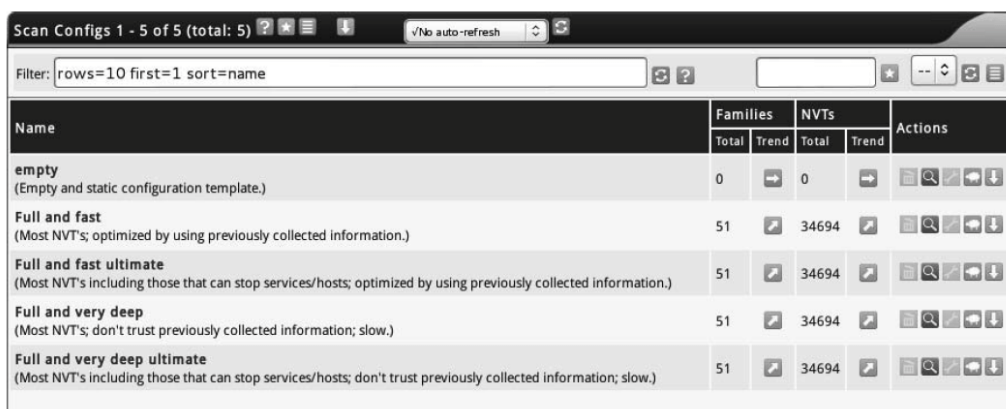 Scan Configs 1 - 5 of 5 (total: 5)
√No auto-refresh
Filter: rows=10 first=1 sort=name
--
Name
Families
NVTs
Actions
Total Trend Total Trend
empty
(Empty and static configuration template.)
0 0
Full and fast
(Most NVT's; optimized by using previously collected information.)
51 34694
Full and fast ultimate
(Most NVT's including those that can stop services/hosts; optimized by using previously collected information.)
51 34694
Full and very deep
(Most NVT's; don't trust previously collected information; slow.)
51 34694
Full and very deep ultimate
(Most NVT's including those that can stop services/hosts; don't trust previously collected information; slow.)
51 34694